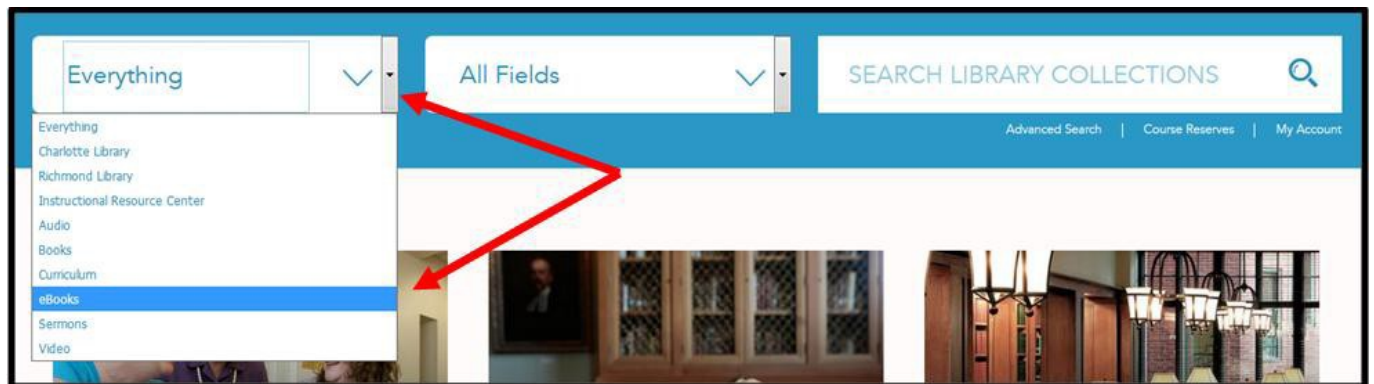 Everything
All Fields
SEARCH LIBRARY COLLECTIONS
Advanced Search | Course Reserves | My Account
Everything
Charlotte Library
Richmond Library
Instructional Resource Center
Audio
Books
Curriculum
eBooks
Sermons
Video